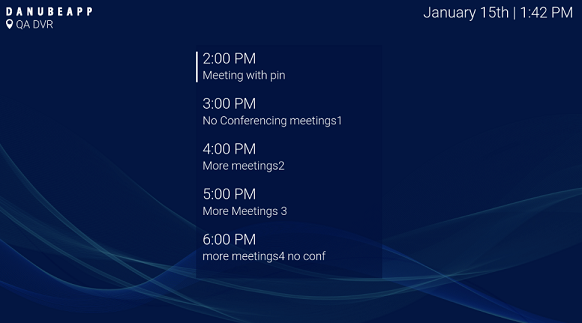 DANUBEAPP
QA DVR
January 15th | 1:42 PM
2:00 PM
Meeting with pin
3:00 PM
No Conferencing meetings1
4:00 PM
More meetings2
5:00 PM
More Meetings 3
6:00 PM
more meetings4 no conf